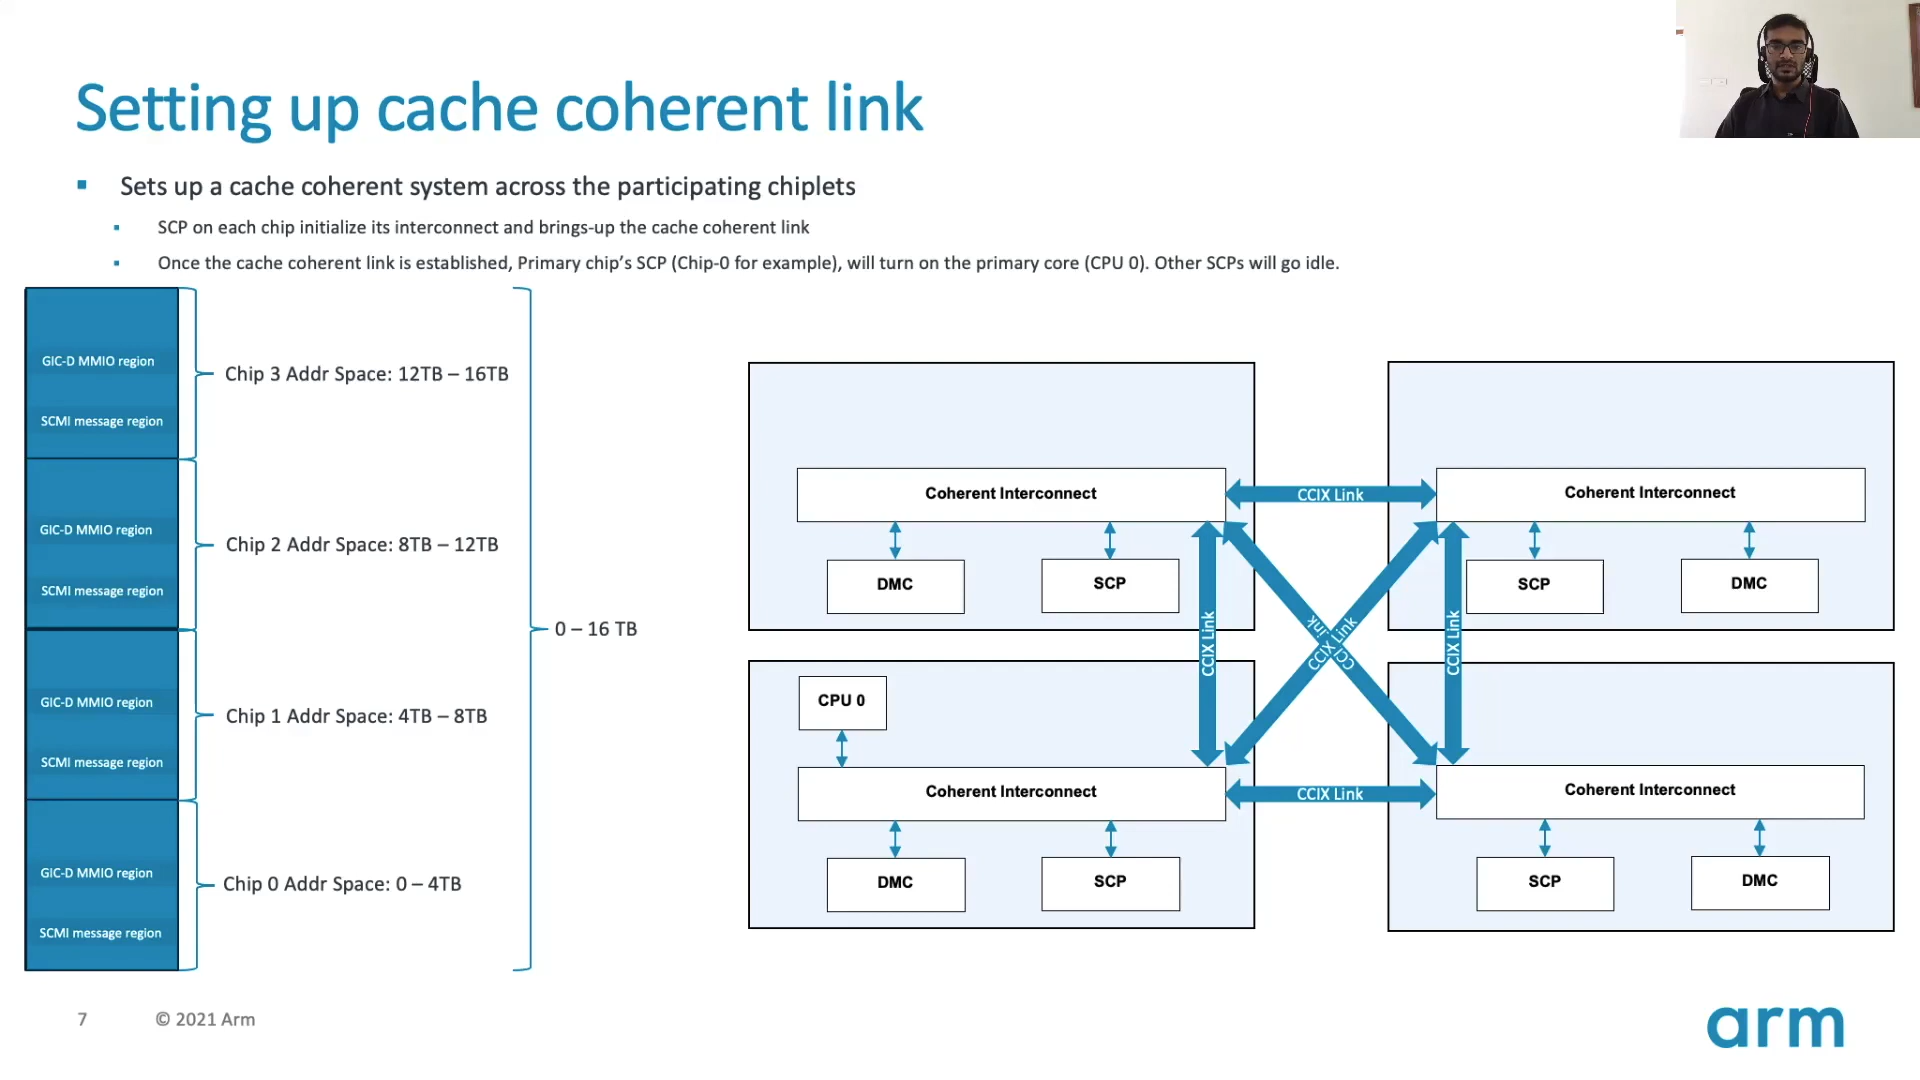 Setting up cache coherent link
Sets up a cache coherent system across the participating chiplets
SCP on each chip initialize its interconnect and brings-up the cache coherent link
Once the cache coherent link is established, Primary chip's SCP (Chip-0 for example), will turn on the primary core (CPU 0). Other SCPs will go idle.
GIC-D MMIO region
SCMI message region
Chip 3 Addr Space: 12TB – 16TB
GIC-D MMIO region
SCMI message region
Chip 2 Addr Space: 8TB – 12TB
GIC-D MMIO region
SCMI message region
Chip 1 Addr Space: 4TB – 8TB
GIC-D MMIO region
SCMI message region
Chip 0 Addr Space: 0 – 4TB
0 – 16 TB
Coherent Interconnect
DMC
SCP
CCIX Link
Coherent Interconnect
SCP
DMC
CCIX Link
CCIX Link
CCIX Link
CCIX Link
CPU 0
Coherent Interconnect
DMC
SCP
CCIX Link
Coherent Interconnect
SCP
DMC
7
© 2021 Arm
arm